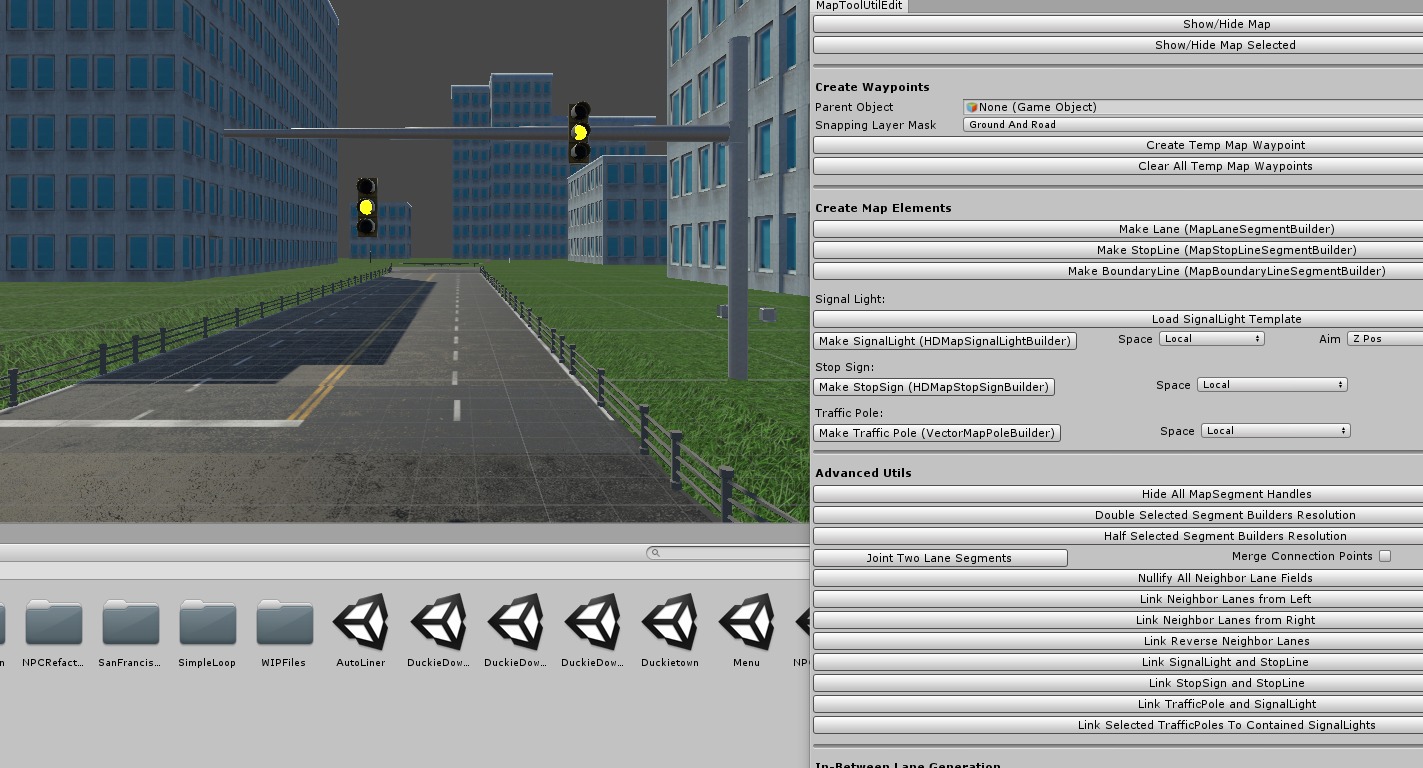 MapToolUtilEdit
Show/Hide Map
Show/Hide Map Selected
Create Waypoints
Parent Object None (Game Object)
Snapping Layer Mask Ground And Road
Create Temp Map Waypoint
Clear All Temp Map Waypoints
Create Map Elements
Make Lane (MapLaneSegmentBuilder)
Make StopLine (MapStopLineSegmentBuilder)
Make BoundaryLine (MapBoundaryLineSegmentBuilder)
Signal Light:
Load SignalLight Template
Make SignalLight (HDMapSignalLightBuilder) Space Local Aim Z Pos
Stop Sign:
Make StopSign (HDMapStopSignBuilder) Space Local
Traffic Pole:
Make Traffic Pole (VectorMapPoleBuilder) Space Local
Advanced Utils
Hide All MapSegment Handles
Double Selected Segment Builders Resolution
Half Selected Segment Builders Resolution
Joint Two Lane Segments Merge Connection Points
Nullify All Neighbor Lane Fields
Link Neighbor Lanes from Left
Link Neighbor Lanes from Right
Link Reverse Neighbor Lanes
Link SignalLight and StopLine
Link StopSign and StopLine
Link TrafficPole and SignalLight
Link Selected TrafficPoles To Contained SignalLights
In-Between Lane Generation
n NPCRefact... SanFrancis... SimpleLoop WIPFiles AutoLiner DuckieDow... DuckieDow... DuckieDow... Duckietown Menu NP